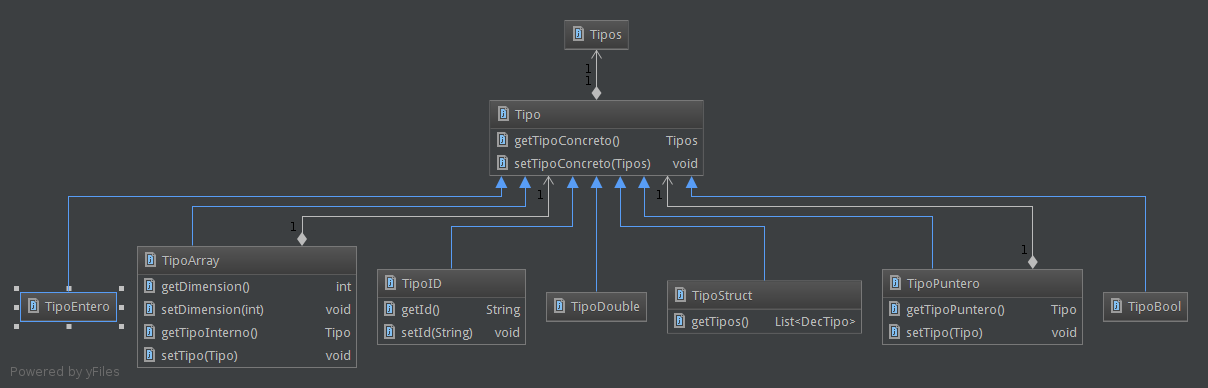 Tipos
1
1
Tipo
getTipoConcreto() Tipos
setTipoConcreto(Tipos) void
1
1
1
1
TipoEntero
TipoArray
getDimension() int
setDimension(int) void
getTipoInterno() Tipo
setTipo(Tipo) void
TipoID
getId() String
setId(String) void
TipoDouble
TipoStruct
getTipos() List<DecTipo>
TipoPuntero
getTipoPuntero() Tipo
setTipo(Tipo) void
TipoBool
Powered by yFiles